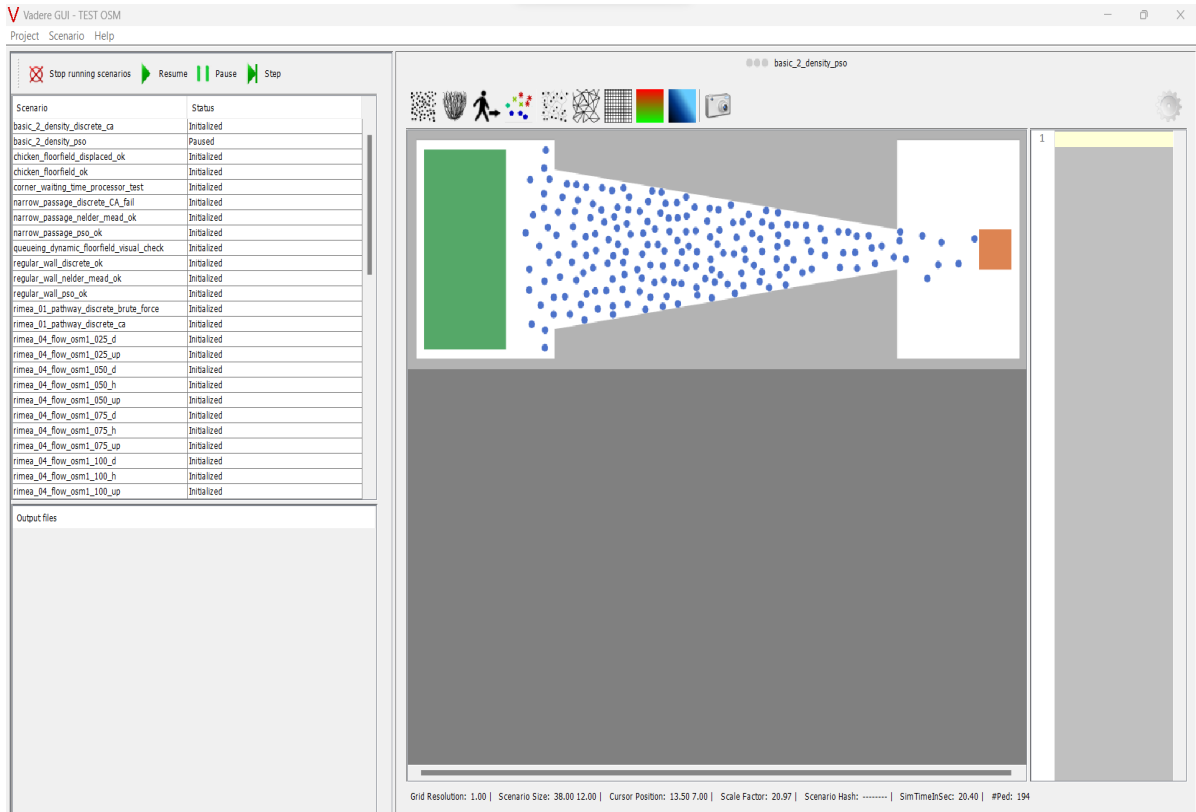 Vadere GUI - TEST OSM
Project Scenario Help
Stop running scenarios Resume Pause Step
basic_2_density_pso
Scenario Status
basic_2_density_discrete_ca Initialized
basic_2_density_pso Paused
chicken_floorfield_displaced_ok Initialized
chicken_floorfield_ok Initialized
corner_waiting_time_processor_test Initialized
narrow_passage_discrete_CA_fail Initialized
narrow_passage_nelder_mead_ok Initialized
narrow_passage_pso_ok Initialized
queueing_dynamic_floorfield_visual_check Initialized
regular_wall_discrete_ok Initialized
regular_wall_nelder_mead_ok Initialized
regular_wall_pso_ok Initialized
rimea_01_pathway_discrete_brute_force Initialized
rimea_01_pathway_discrete_ca Initialized
rimea_04_flow_osm1_025_d Initialized
rimea_04_flow_osm1_025_up Initialized
rimea_04_flow_osm1_050_d Initialized
rimea_04_flow_osm1_050_h Initialized
rimea_04_flow_osm1_050_up Initialized
rimea_04_flow_osm1_075_d Initialized
rimea_04_flow_osm1_075_h Initialized
rimea_04_flow_osm1_075_up Initialized
rimea_04_flow_osm1_100_d Initialized
rimea_04_flow_osm1_100_h Initialized
rimea_04_flow_osm1_100_up Initialized
Output files
1
Grid Resolution: 1.00 | Scenario Size: 38.00 12.00 | Cursor Position: 13.50 7.00 | Scale Factor: 20.97 | Scenario Hash: -------- | SimTimeInSec: 20.40 | #Ped: 194